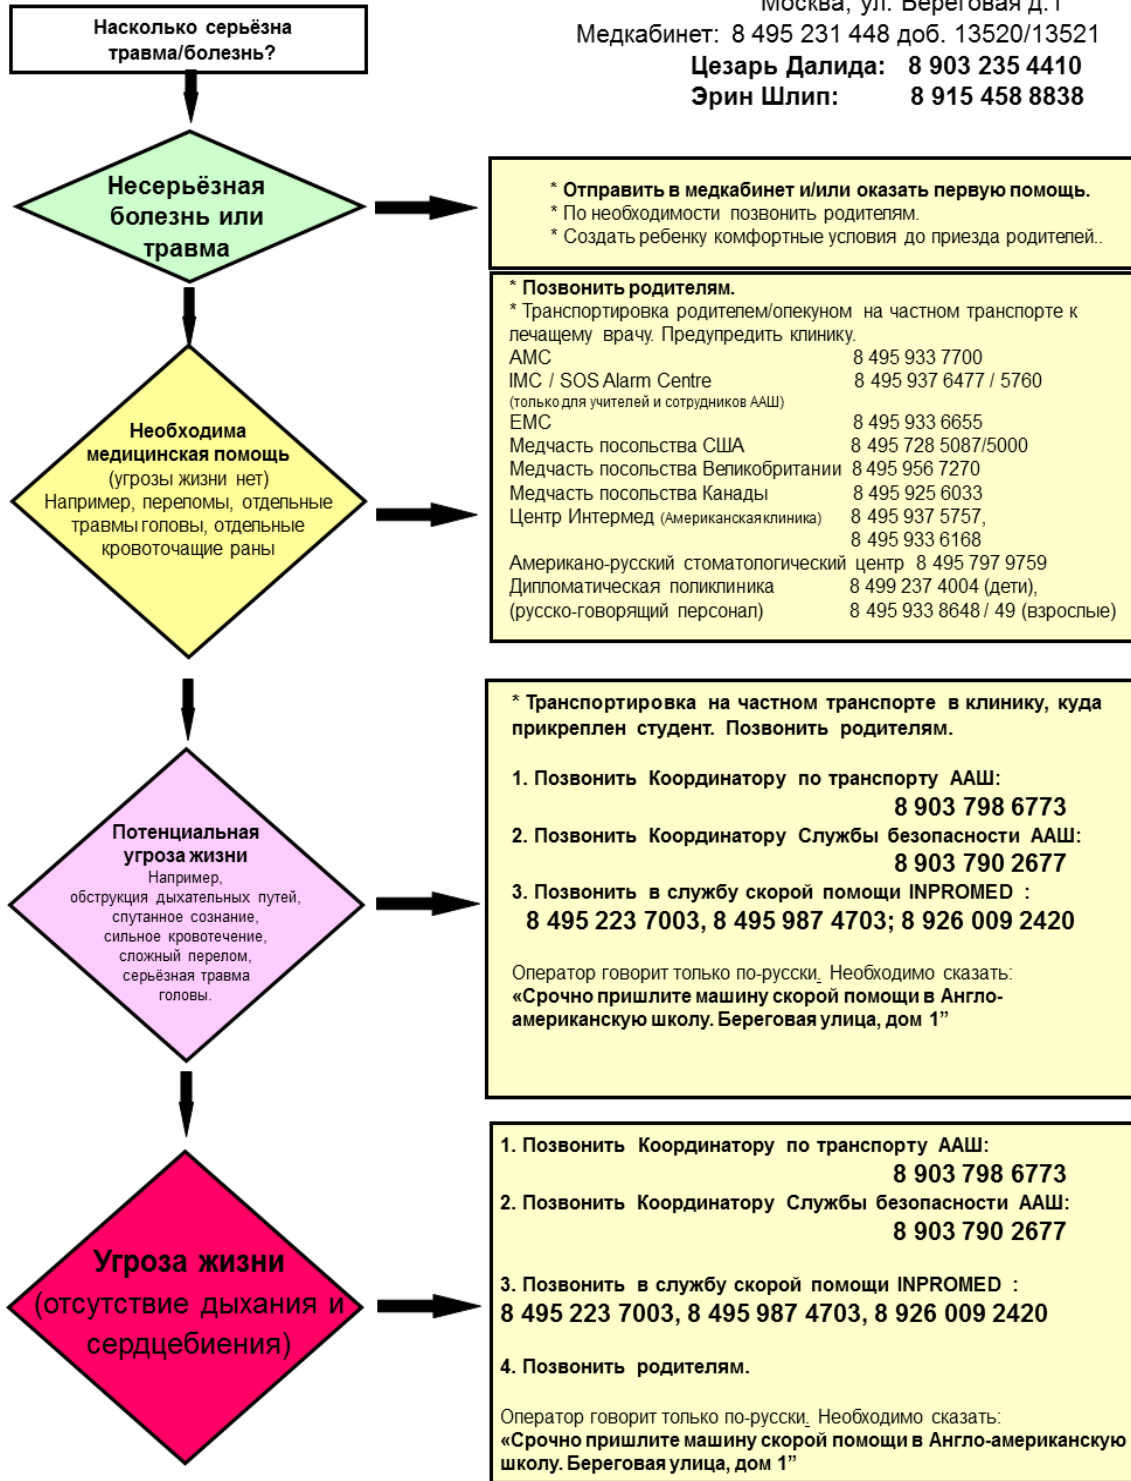 Москва, ул. Береговая д.1
Медкабинет: 8 495 231 448 доб. 13520/13521
Цезарь Далида: 8 903 235 4410
Эрин Шлип: 8 915 458 8838
Насколько серьёзна
травма/болезнь?
Несерьёзная
болезнь или
травма
* Отправить в медкабинет и/или оказать первую помощь.
* По необходимости позвонить родителям.
* Создать ребенку комфортные условия до приезда родителей..
Необходима
медицинская помощь
(угрозы жизни нет)
Например, переломы, отдельные
травмы головы, отдельные
кровоточащие раны
* Позвонить родителям.
* Транспортировка родителем/опекуном на частном транспорте к
лечащему врачу. Предупредить клинику.
АМС 8 495 933 7700
IMC / SOS Alarm Centre 8 495 937 6477 / 5760
(только для учителей и сотрудников ААШ)
ЕМС 8 495 933 6655
Медчасть посольства США 8 495 728 5087/5000
Медчасть посольства Великобритании 8 495 956 7270
Медчасть посольства Канады 8 495 925 6033
Центр Интермед (Американская клиника) 8 495 937 5757,
8 495 933 6168
Американо-русский стоматологический центр 8 495 797 9759
Дипломатическая поликлиника 8 499 237 4004 (дети),
(русско-говорящий персонал) 8 495 933 8648 / 49 (взрослые)
Потенциальная
угроза жизни
Например,
обструкция дыхательных путей,
спутанное сознание,
сильное кровотечение,
сложный перелом,
серьёзная травма
головы.
* Транспортировка на частном транспорте в клинику, куда
прикреплен студент. Позвонить родителям.
1. Позвонить Координатору по транспорту ААШ:
8 903 798 6773
2. Позвонить Координатору Службы безопасности ААШ:
8 903 790 2677
3. Позвонить в службу скорой помощи INPROMED :
8 495 223 7003, 8 495 987 4703; 8 926 009 2420
Оператор говорит только по-русски. Необходимо сказать:
«Срочно пришлите машину скорой помощи в Англо-
американскую школу. Береговая улица, дом 1”
Угроза жизни
(отсутствие дыхания и
сердцебиения)
1. Позвонить Координатору по транспорту ААШ:
8 903 798 6773
2. Позвонить Координатору Службы безопасности ААШ:
8 903 790 2677
3. Позвонить в службу скорой помощи INPROMED :
8 495 223 7003, 8 495 987 4703, 8 926 009 2420
4. Позвонить родителям.
Оператор говорит только по-русски. Необходимо сказать:
«Срочно пришлите машину скорой помощи в Англо-американскую
школу. Береговая улица, дом 1”